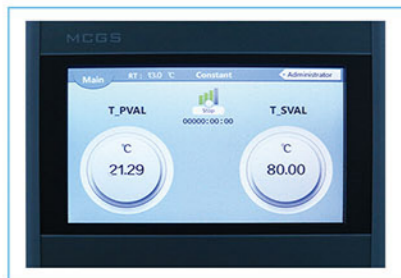 MCGS
Main RT: 13.0 ℃ Constant Administrator
T_PVAL Stop T_SVAL
00000:00:00
℃ ℃
21.29 80.00